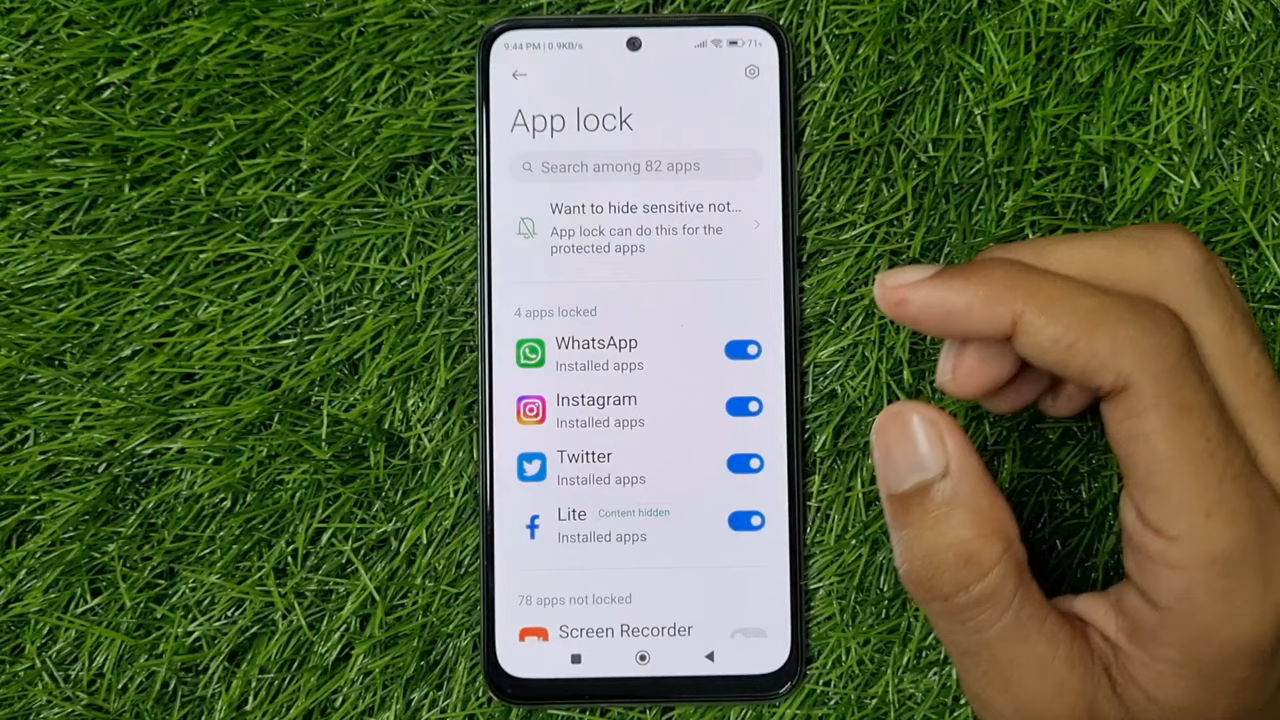 9:44 PM | 0.9KB/s
71
App lock
Search among 82 apps
Want to hide sensitive not...
App lock can do this for the
protected apps
4 apps locked
WhatsApp
Installed apps
Instagram
Installed apps
Twitter
Installed apps
Lite Content hidden
Installed apps
78 apps not locked
Screen Recorder